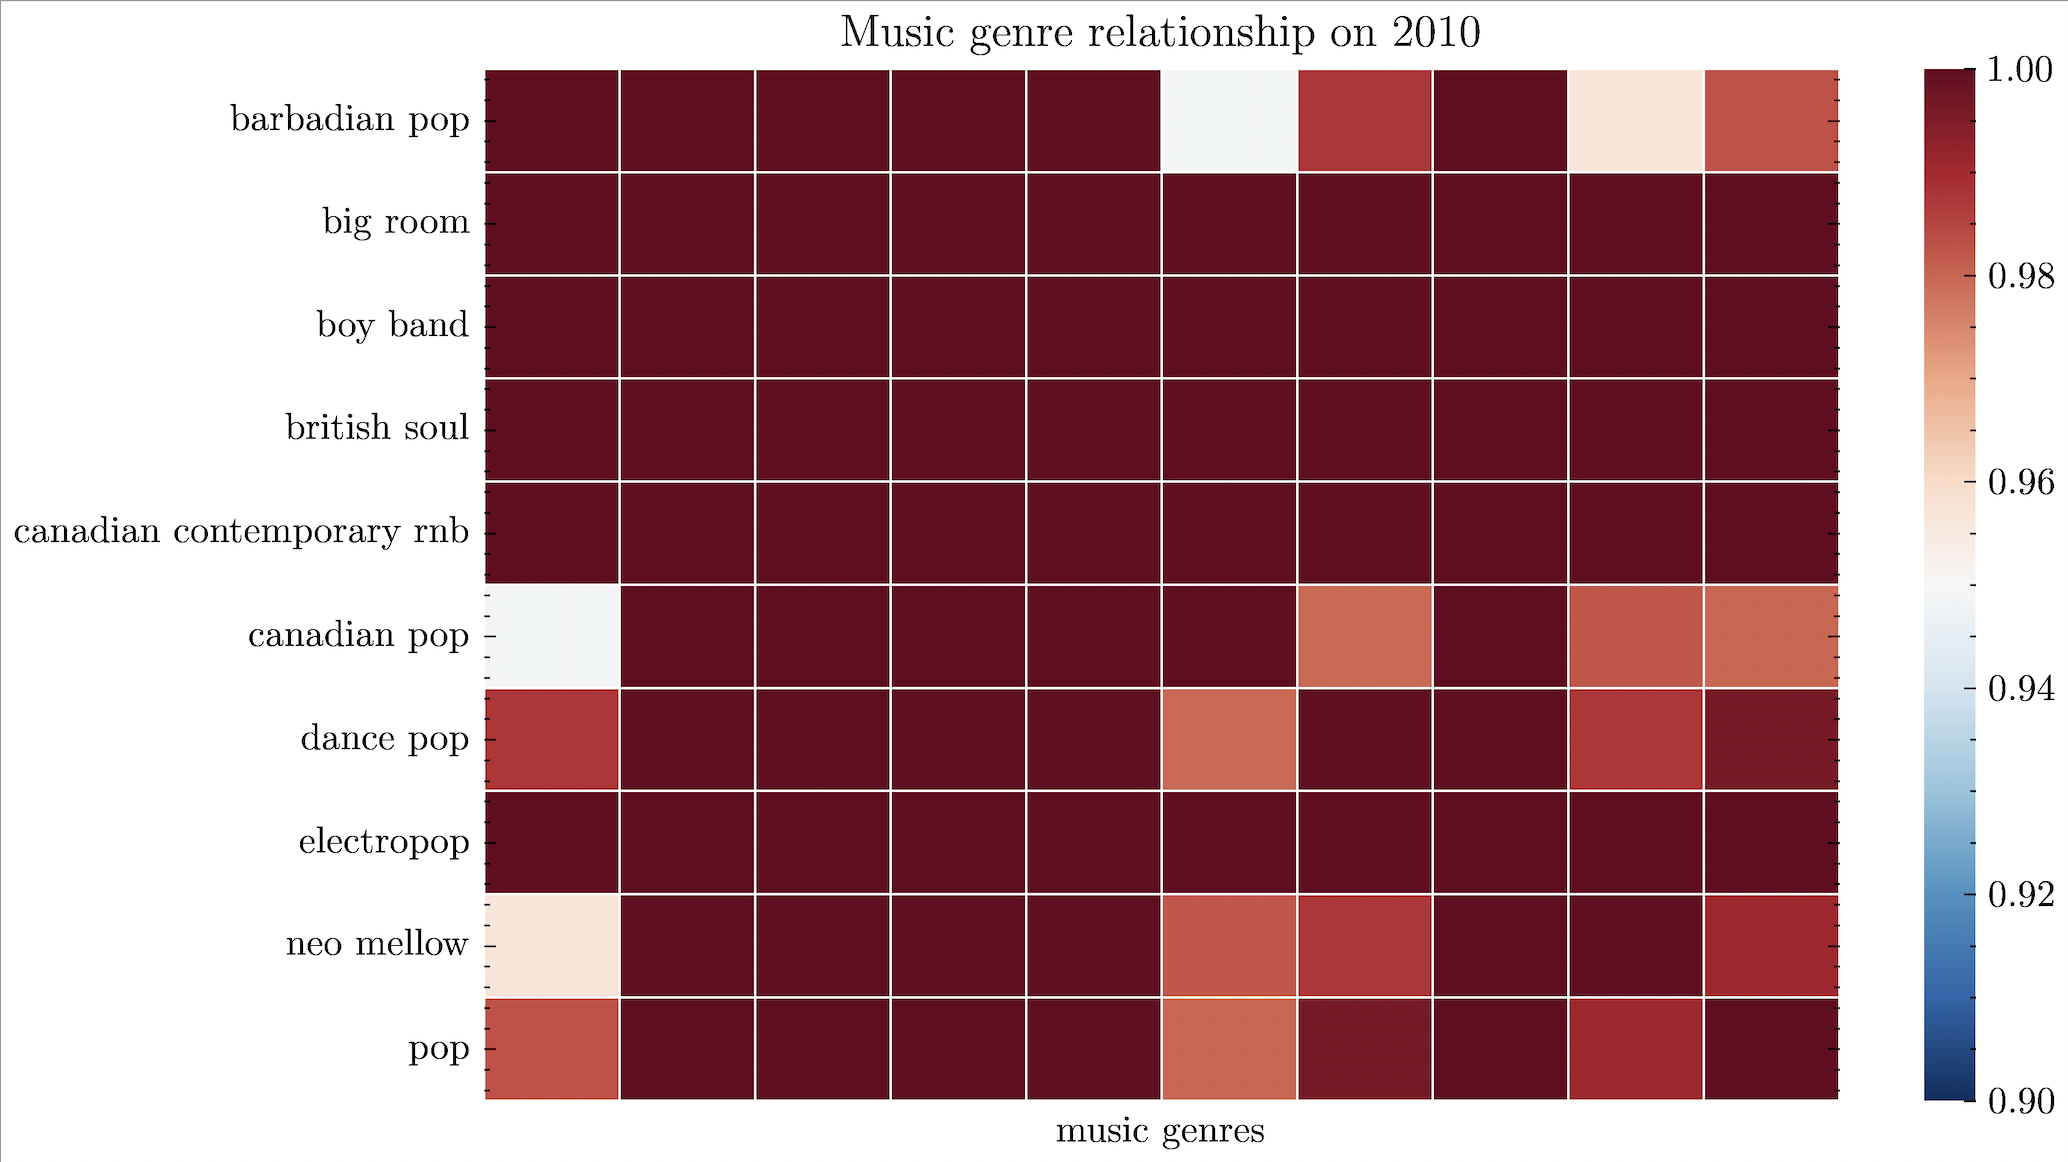 Music genre relationship on 2010
barbadian pop
big room
boy band
british soul
canadian contemporary rnb
canadian pop
dance pop
electropop
neo mellow
pop
music genres
1.00
0.98
0.96
0.94
0.92
0.90